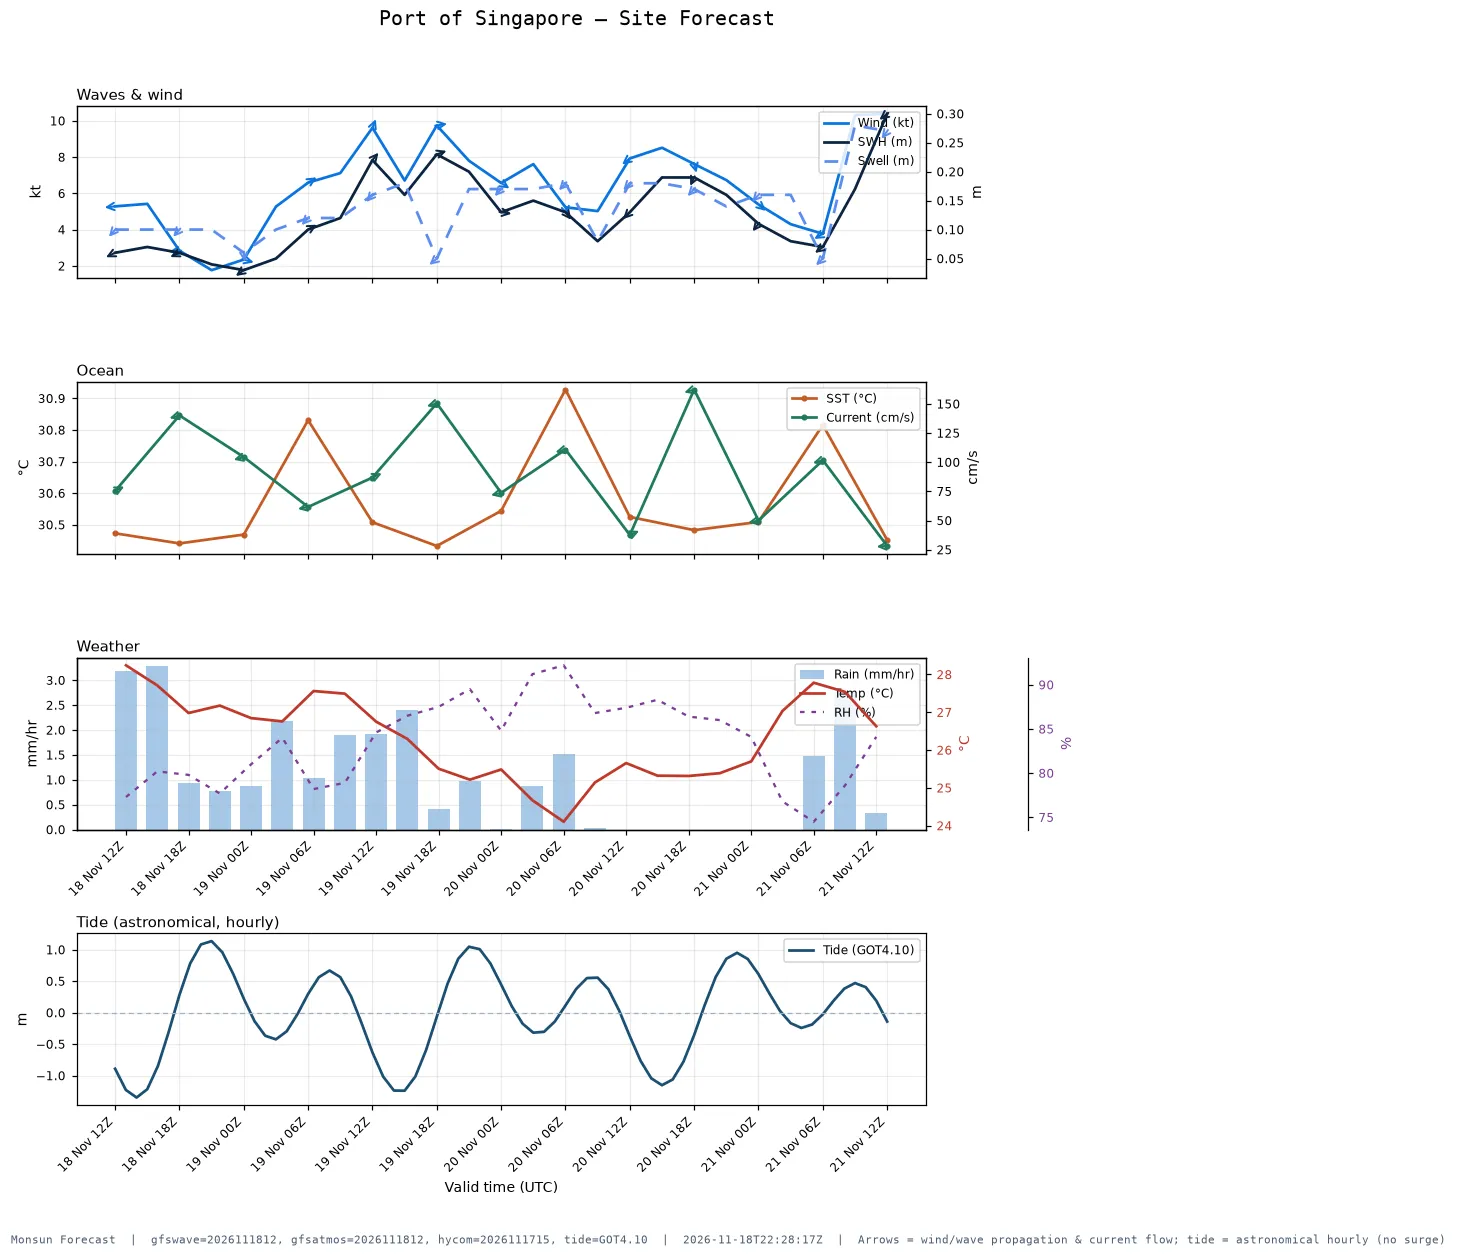 Port of Singapore — Site Forecast
Waves & wind
kt
10
8
6
4
2
Wind (kt)
SWH (m)
Swell (m)
0.30
0.25
0.20
0.15
0.10
0.05
m
Ocean
°C
30.9
30.8
30.7
30.6
30.5
SST (°C)
Current (cm/s)
150
125
100
75
50
25
cm/s
Weather
mm/hr
3.0
2.5
2.0
1.5
1.0
0.5
0.0
Rain (mm/hr)
Temp (°C)
RH (%)
28
27
26
25
24
°C
90
85
80
75
%
18 Nov 12Z
18 Nov 18Z
19 Nov 00Z
19 Nov 06Z
19 Nov 12Z
19 Nov 18Z
20 Nov 00Z
20 Nov 06Z
20 Nov 12Z
20 Nov 18Z
21 Nov 00Z
21 Nov 06Z
21 Nov 12Z
Tide (astronomical, hourly)
m
1.0
0.5
0.0
−0.5
−1.0
Tide (GOT4.10)
18 Nov 12Z
18 Nov 18Z
19 Nov 00Z
19 Nov 06Z
19 Nov 12Z
19 Nov 18Z
20 Nov 00Z
20 Nov 06Z
20 Nov 12Z
20 Nov 18Z
21 Nov 00Z
21 Nov 06Z
21 Nov 12Z
Valid time (UTC)
Monsun Forecast | gfswave=2026111812, gfsatmos=2026111812, hycom=2026111715, tide=GOT4.10 | 2026-11-18T22:28:17Z | Arrows = wind/wave propagation & current flow; tide = astronomical hourly (no surge)